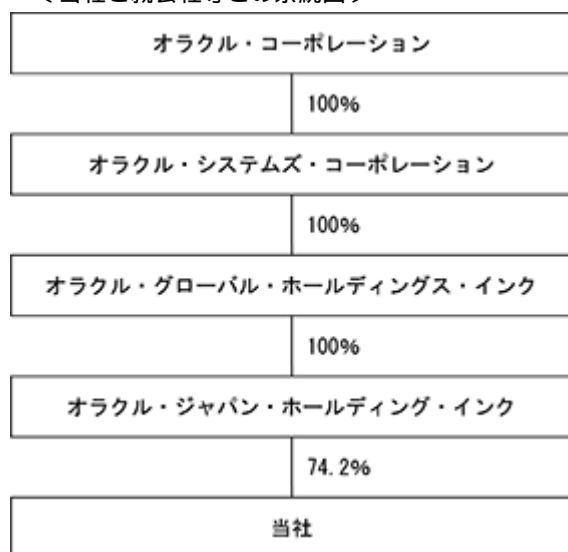 オラクル・コーポレーション
100%
オラクル・システムズ・コーポレーション
100%
オラクル・グローバル・ホールディングス・インク
100%
オラクル・ジャパン・ホールディング・インク
74.2%
当社